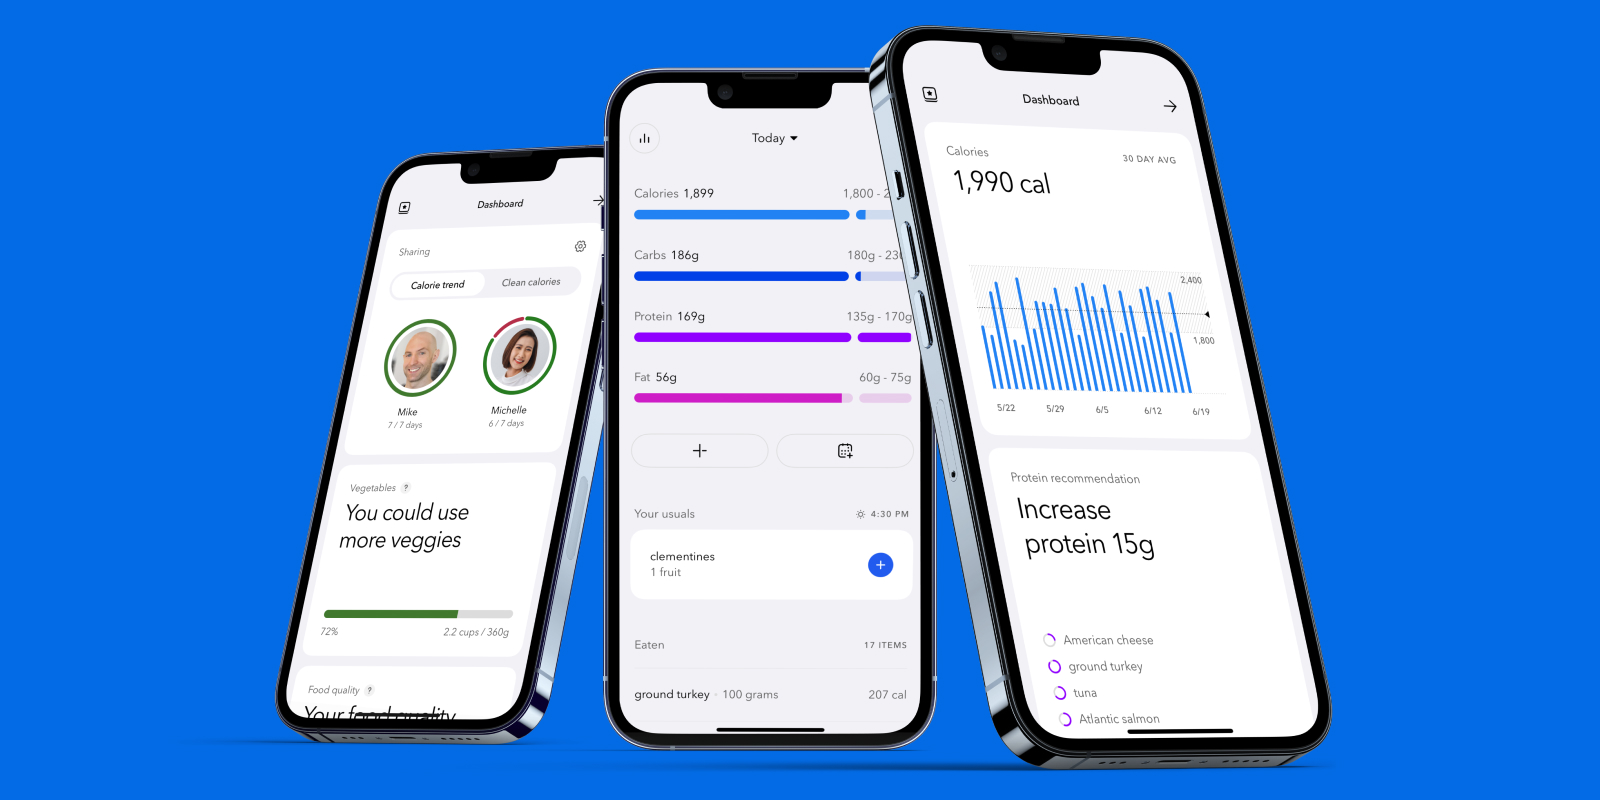 Dashboard
Sharing
Calorie trend
Clean calories
Mike
7 / 7 days
Michelle
6 / 7 days
Vegetables ?
You could use
more veggies
72%
2.2 cups / 360g
Food quality ?
Your food quality
Today
Calories 1,899
1,800 - 2
Carbs 186g
180g - 230
Protein 169g
135g - 170g
Fat 56g
60g - 75g
Your usuals
4:30 PM
clementines
1 fruit
Eaten
17 ITEMS
ground turkey · 100 grams
207 cal
Dashboard
Calories
30 DAY AVG
1,990 cal
2,400
1,800
5/22
5/29
6/5
6/12
6/19
Protein recommendation
Increase
protein 15g
American cheese
ground turkey
tuna
Atlantic salmon